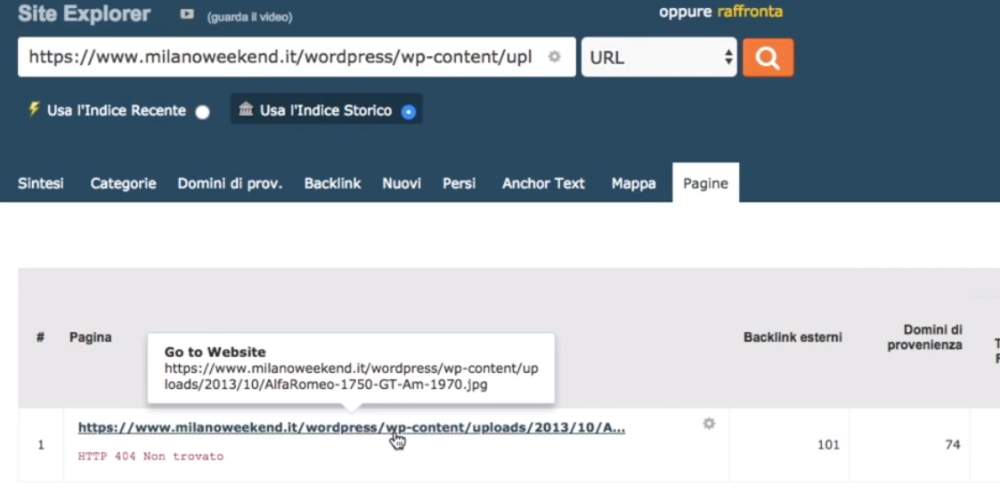 Site Explorer (guarda il video) oppure raffronta
https://www.milanoweekend.it/wordpress/wp-content/upl URL
Usa l'Indice Recente Usa l'Indice Storico
Sintesi Categorie Domini di prov. Backlink Nuovi Persi Anchor Text Mappa Pagine
# Pagina Backlink esterni Domini di
provenienza
Go to Website
https://www.milanoweekend.it/wordpress/wp-content/up
loads/2013/10/AlfaRomeo-1750-GT-Am-1970.jpg
1 https://www.milanoweekend.it/wordpress/wp-content/uploads/2013/10/A... 101 74
HTTP 404 Non trovato